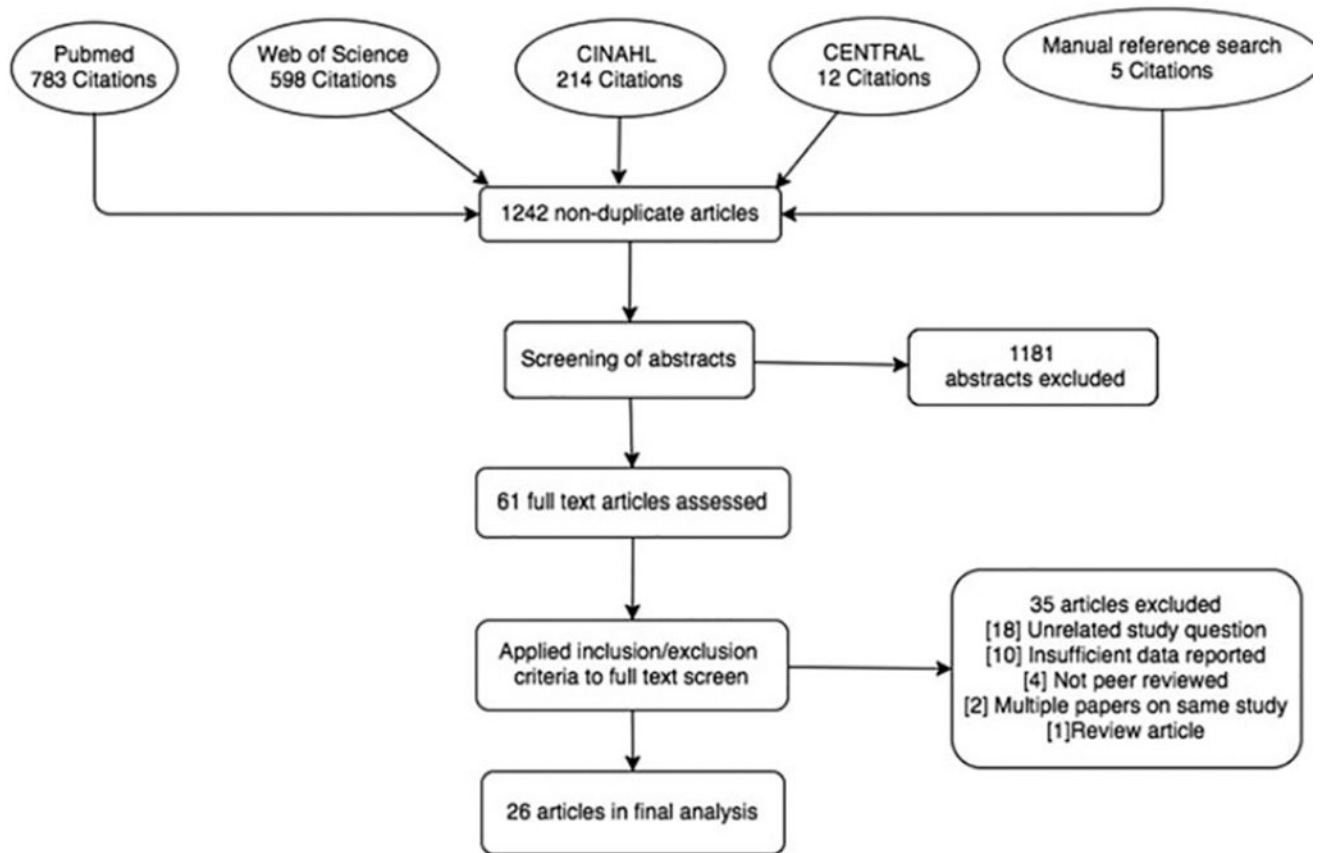 Pubmed
783 Citations
Web of Science
598 Citations
CINAHL
214 Citations
CENTRAL
12 Citations
Manual reference search
5 Citations
1242 non-duplicate articles
Screening of abstracts
1181
abstracts excluded
61 full text articles assessed
Applied inclusion/exclusion
criteria to full text screen
35 articles excluded
[18] Unrelated study question
[10] Insufficient data reported
[4] Not peer reviewed
[2] Multiple papers on same study
[1]Review article
26 articles in final analysis